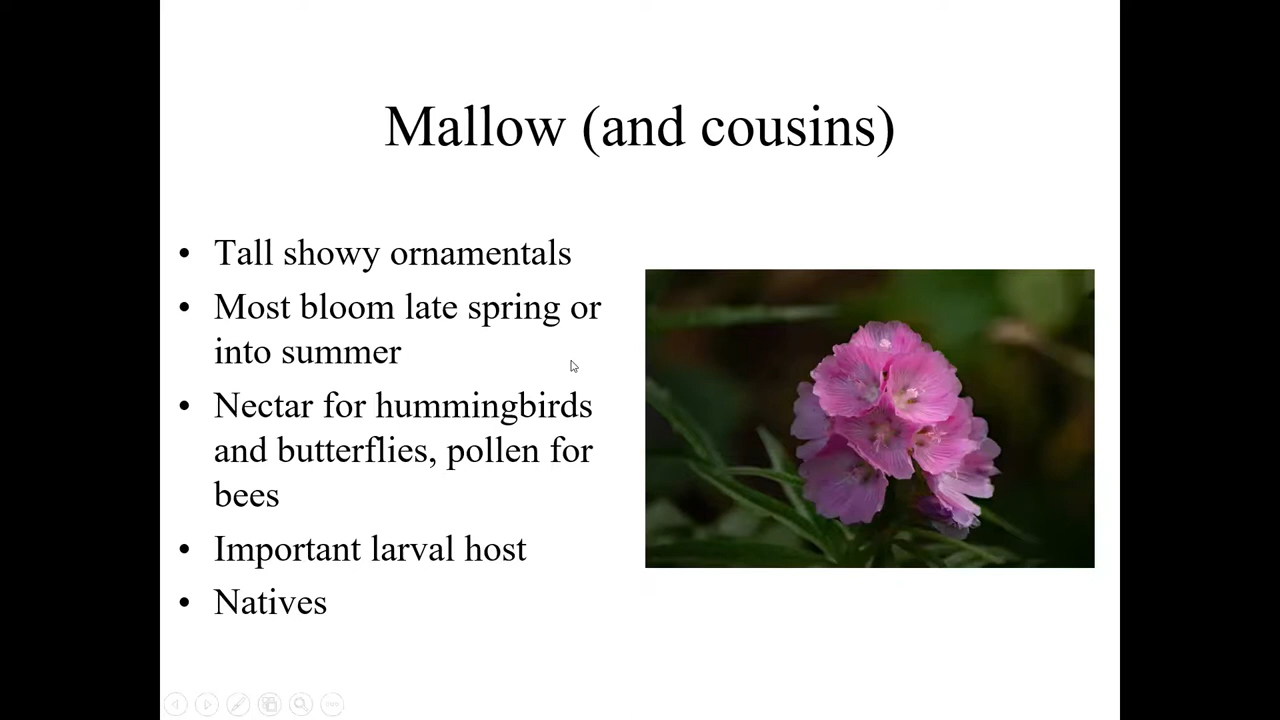 Mallow (and cousins)
• Tall showy ornamentals
• Most bloom late spring or
into summer
• Nectar for hummingbirds
and butterflies, pollen for
bees
• Important larval host
• Natives